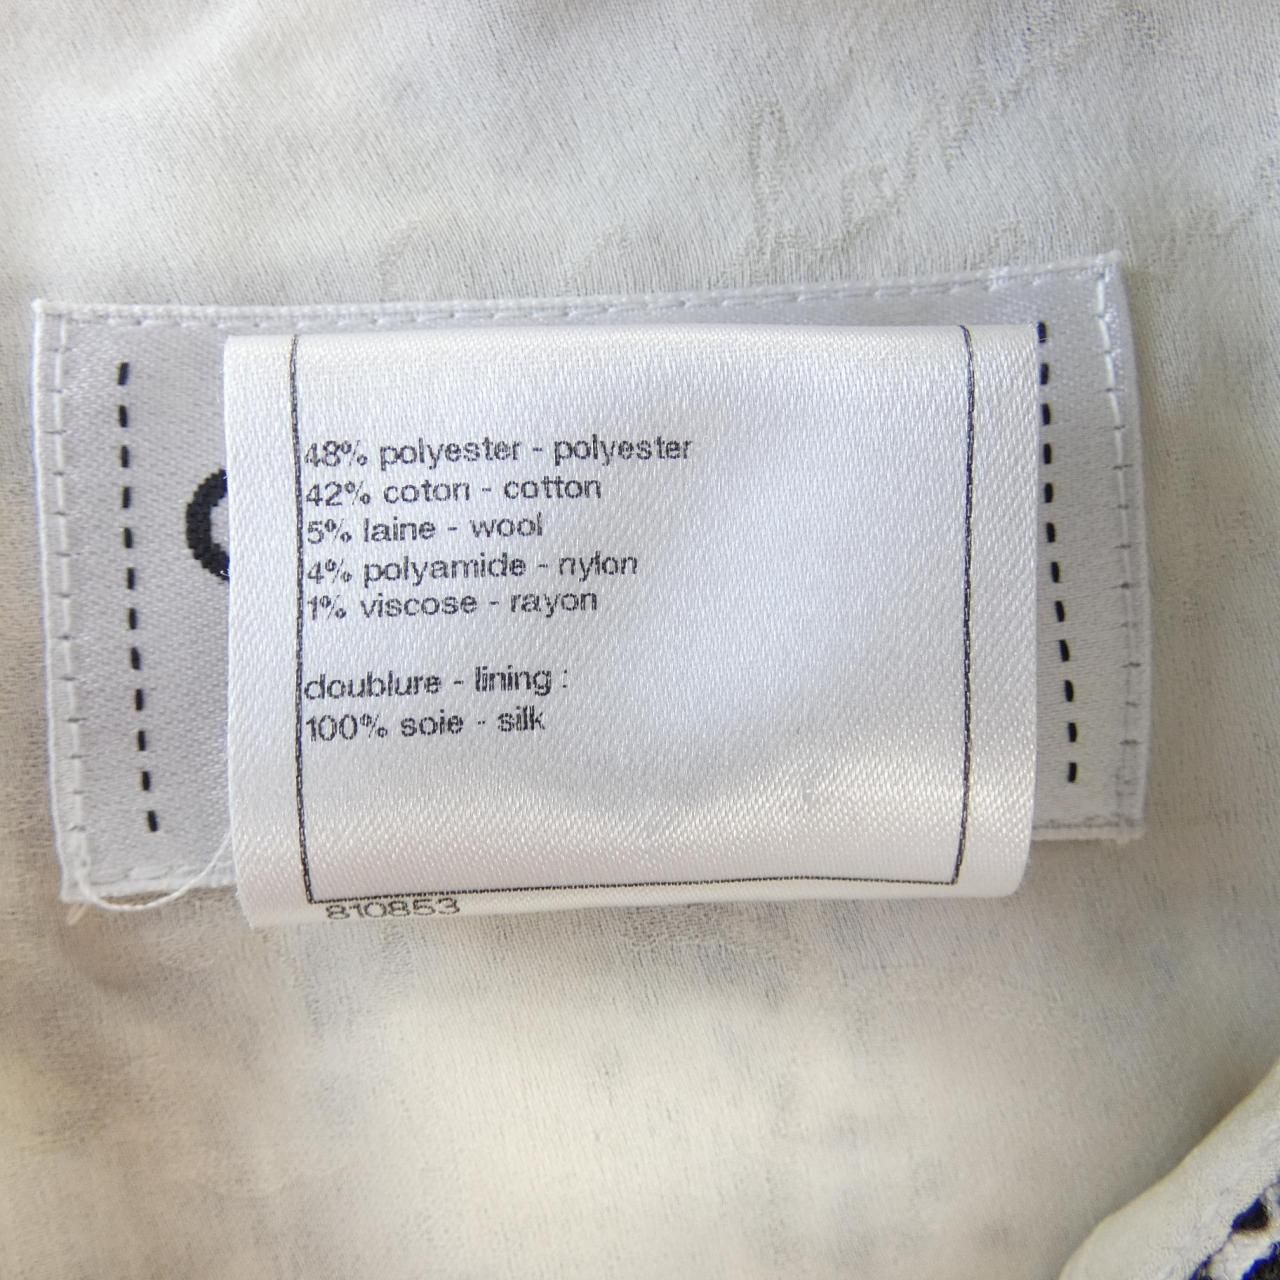 48% polyester - polyester
42% coton - cotton
5% laine - wool
4% polyamide - nylon
1% viscose - rayon
doublure - lining :
100% soie - silk
810853